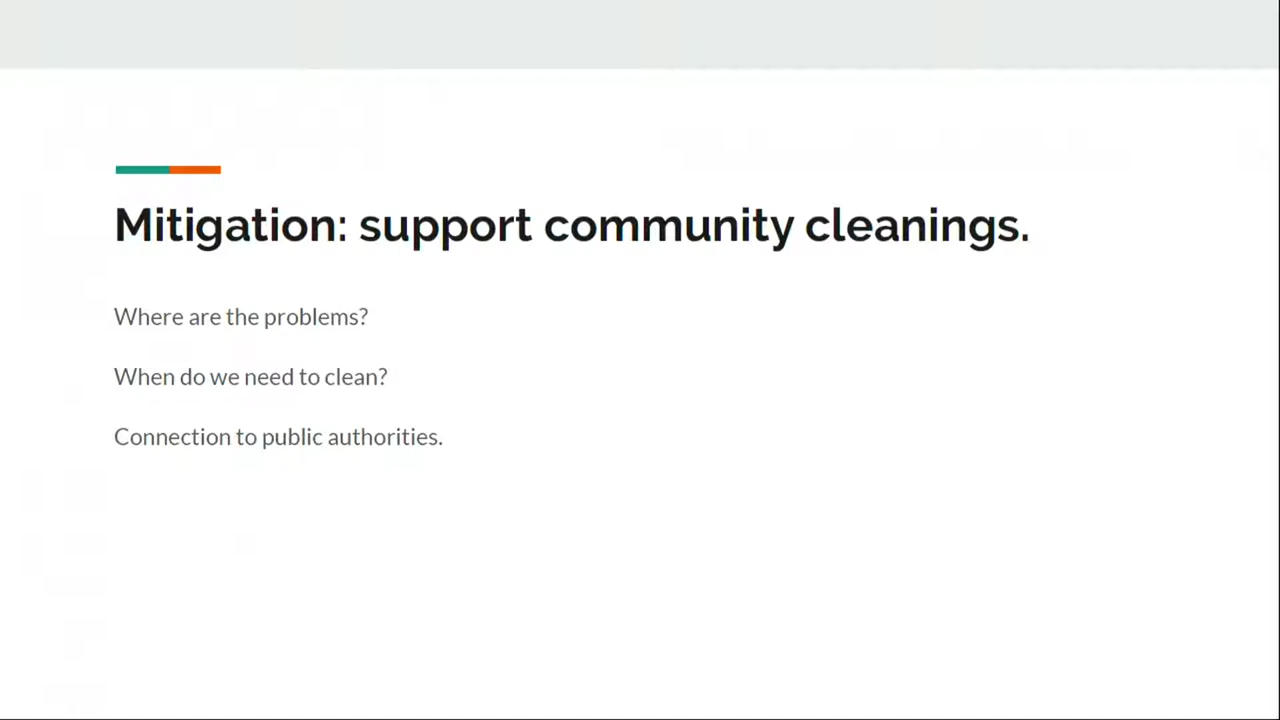 Mitigation: support community cleanings.
Where are the problems?
When do we need to clean?
Connection to public authorities.